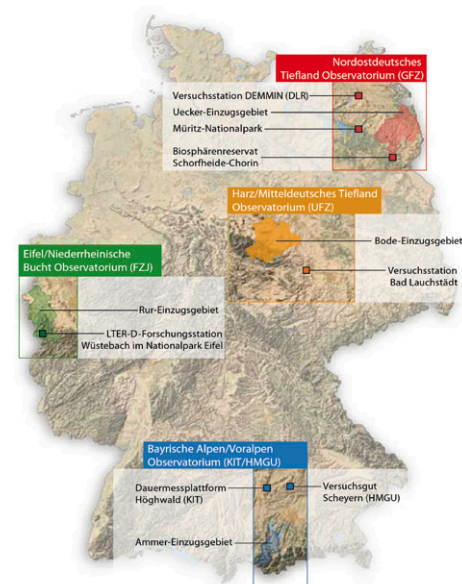 Nordostdeutsches
Tiefland Observatorium (GFZ)
Versuchsstation DEMMIN (DLR)
Uecker-Einzugsgebiet
Müritz-Nationalpark
Biosphärenreservat
Schorfheide-Chorin
Harz/Mitteldeutsches Tiefland
Observatorium (UFZ)
Bode-Einzugsgebiet
Versuchsstation
Bad Lauchstädt
Eifel/Niederrheinische
Bucht Observatorium (FZJ)
Rur-Einzugsgebiet
LTER-D-Forschungsstation
Wüstebach im Nationalpark Eifel
Bayrische Alpen/Voralpen
Observatorium (KIT/HMGU)
Dauermessplattform
Höghwald (KIT)
Versuchsgut
Scheyern (HMGU)
Ammer-Einzugsgebiet